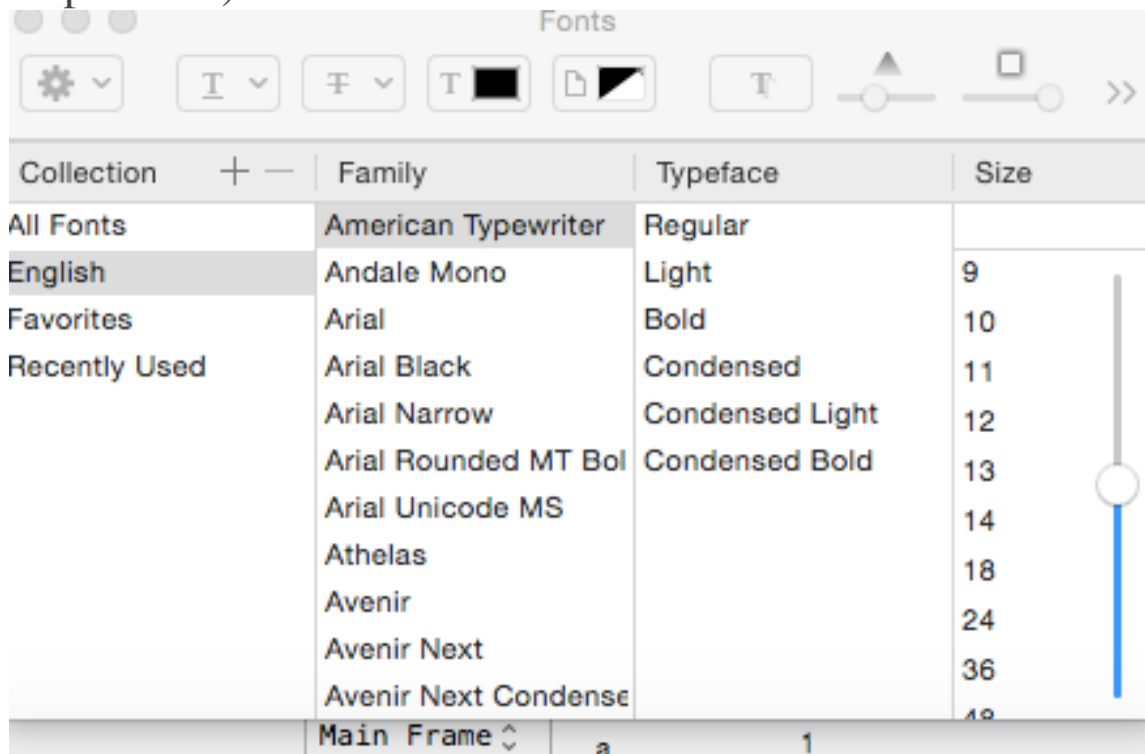 Fonts
T T T T
Collection + — Family Typeface Size
All Fonts American Typewriter Regular
English Andale Mono Light 9
Favorites Arial Bold 10
Recently Used Arial Black Condensed 11
Arial Narrow Condensed Light 12
Arial Rounded MT Bol Condensed Bold 13
Arial Unicode MS 14
Athelas 18
Avenir 24
Avenir Next 36
Avenir Next Condense
Main Frame a 1